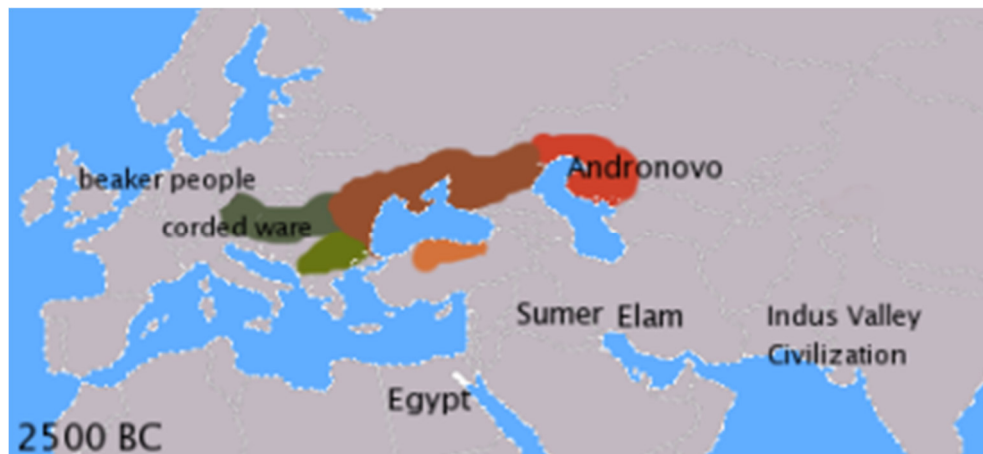 beaker people
Andronovo
corded ware
Sumer Elam
Indus Valley
Civilization
Egypt
2500 BC